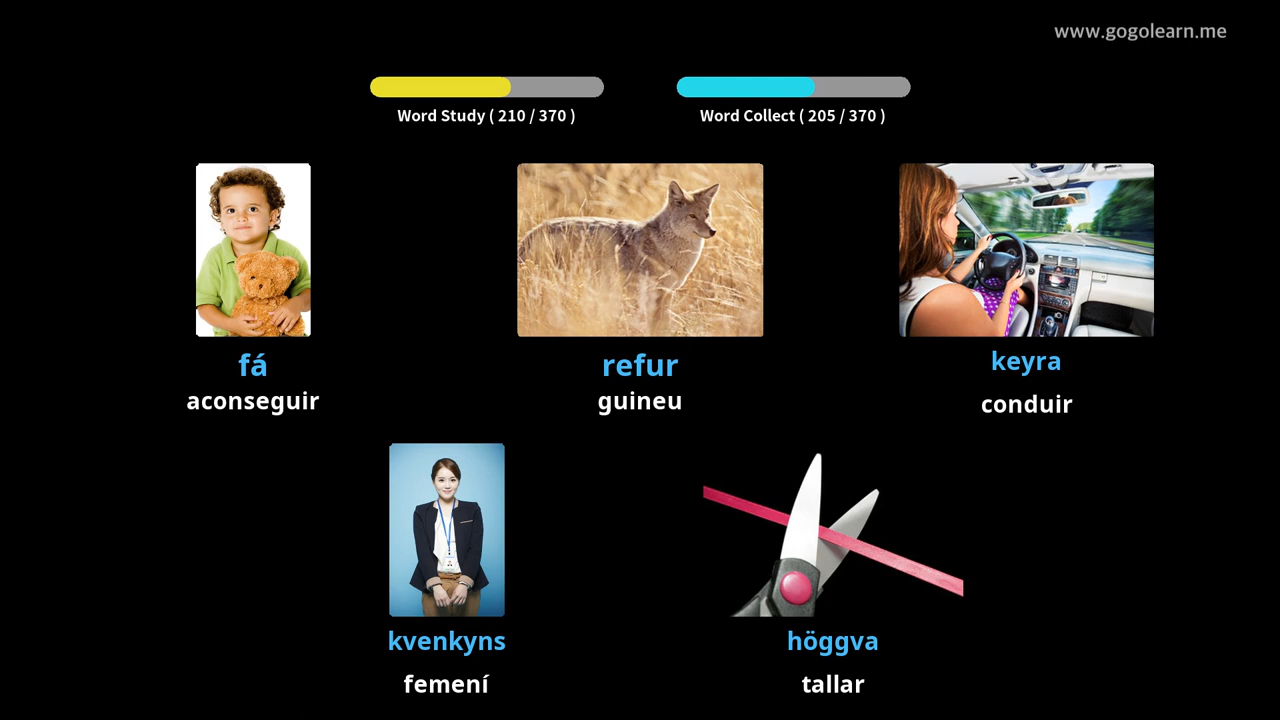 www.gogolearn.me
Word Study ( 210 / 370 )
Word Collect ( 205 / 370 )
fá
aconseguir
refur
guineu
keyra
conduir
kvenkyns
femení
höggva
tallar